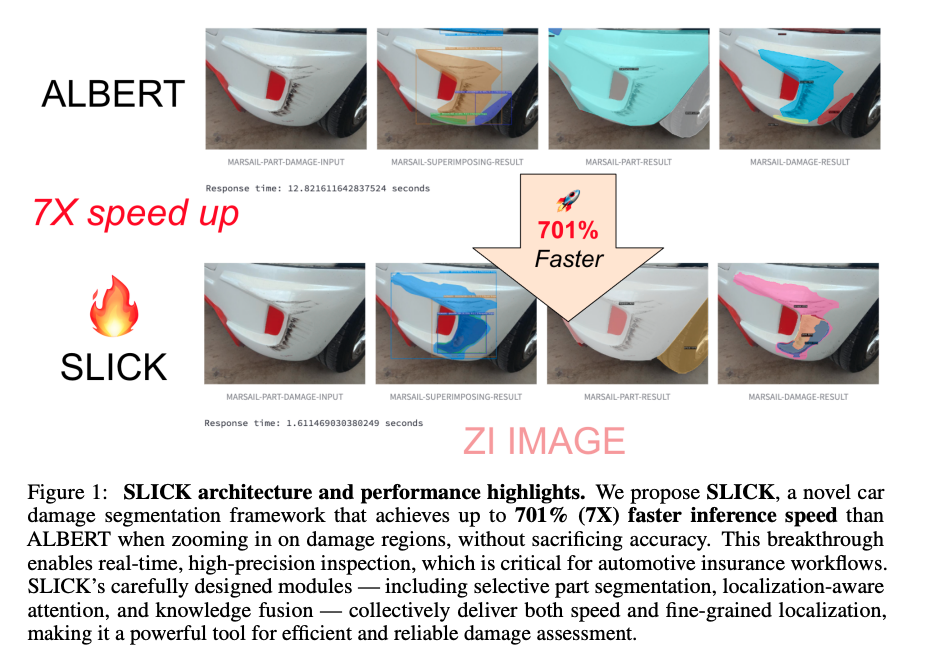 ALBERT
MARSAIL-PART-DAMAGE-INPUT
MARSAIL-SUPERIMPOSING-RESULT
MARSAIL-PART-RESULT
MARSAIL-DAMAGE-RESULT
Response time: 12.821611642837524 seconds
7X speed up
701%
Faster
SLICK
MARSAIL-PART-DAMAGE-INPUT
MARSAIL-SUPERIMPOSING-RESULT
MARSAIL-PART-RESULT
MARSAIL-DAMAGE-RESULT
Response time: 1.611469030380249 seconds
ZI IMAGE
Figure 1: SLICK architecture and performance highlights. We propose SLICK, a novel car
damage segmentation framework that achieves up to 701% (7X) faster inference speed than
ALBERT when zooming in on damage regions, without sacrificing accuracy. This breakthrough
enables real-time, high-precision inspection, which is critical for automotive insurance workflows.
SLICK's carefully designed modules — including selective part segmentation, localization-aware
attention, and knowledge fusion — collectively deliver both speed and fine-grained localization,
making it a powerful tool for efficient and reliable damage assessment.